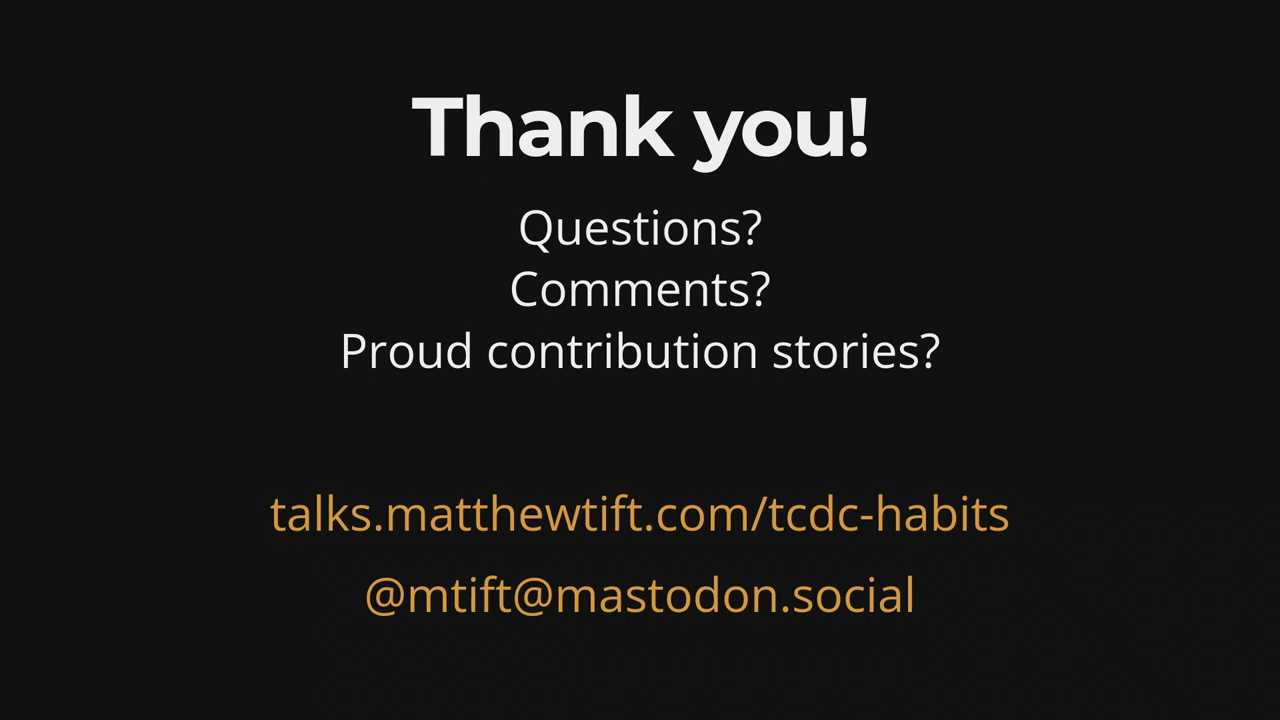 Thank you!
Questions?
Comments?
Proud contribution stories?
talks.matthewtift.com/tcdc-habits
@mtift@mastodon.social